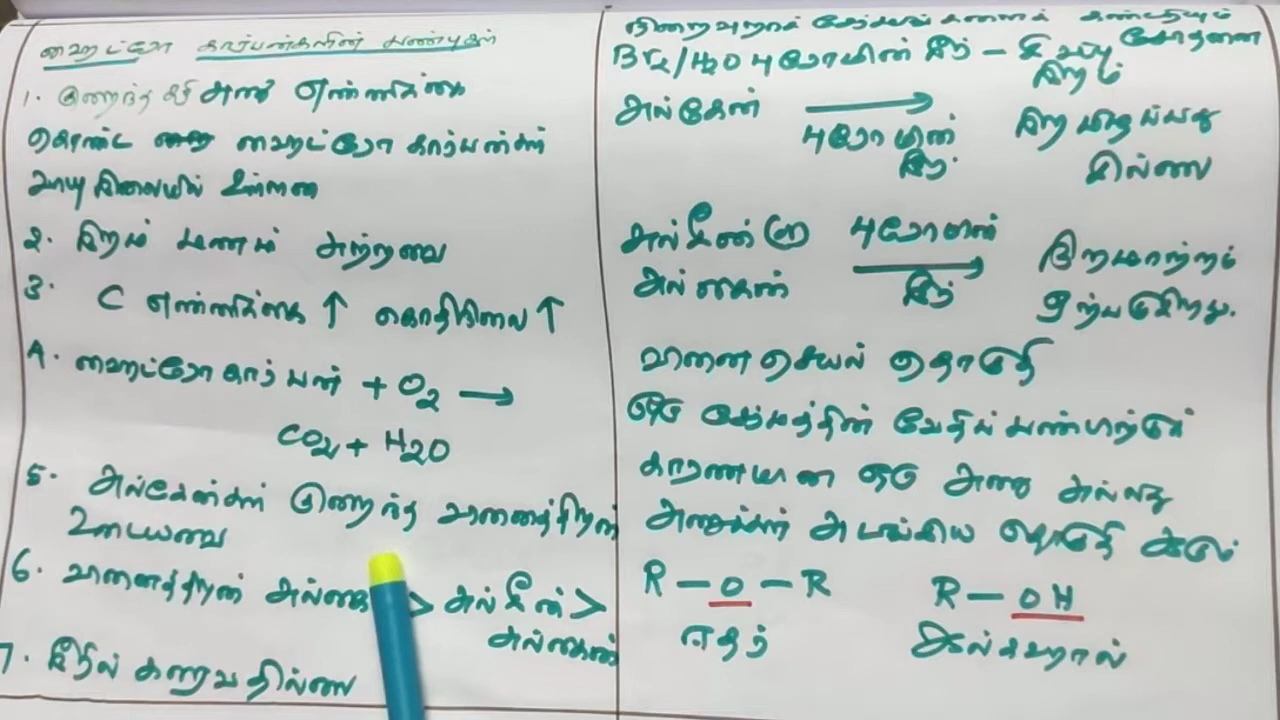 ஹைட்ரோ கார்பன்களின் பண்புகள்
1. குறைந்த C அணு எண்ணிக்கை
கொண்ட ஹைட்ரோ கார்பன்கள்
வாயு நிலையில் உள்ளன
2. நிறம் மணம் அற்றவை
3. C எண்ணிக்கை ↑ கொதிநிலை ↑
4. ஹைட்ரோ கார்பன் + O2 →
CO2 + H2O
5. அல்கேன்கள் குறைந்த வினைத்திறன்
உடையவை
6. வினைத்திறன் > அல்கீன் >
அல்கைன்
7. நீரில் கரைவதில்லை
நிறைவுறாச் சேர்மங்களைக் கண்டறியும்
சோதனை
Br2/H2O புரோமின் நீர் – சிவப்பு
நிறம்
அல்கேன் → நிறமிழப்பது
புரோமின்
நீர்
இல்லை
அல்கீன் (அ) புரோமின் → நிறமாற்றம்
அல்கைன் நீர் ஏற்படுகிறது.
வினை செயல் தொகுதி
ஒரு சேர்மத்தின் வேதிப் பண்பிற்குக்
காரணமான ஒரு அணு அல்லது
அணுக்கள் அடங்கிய தொகுதி ஆகும்
R – O – R R – OH
ஈதர் ஆல்கஹால்